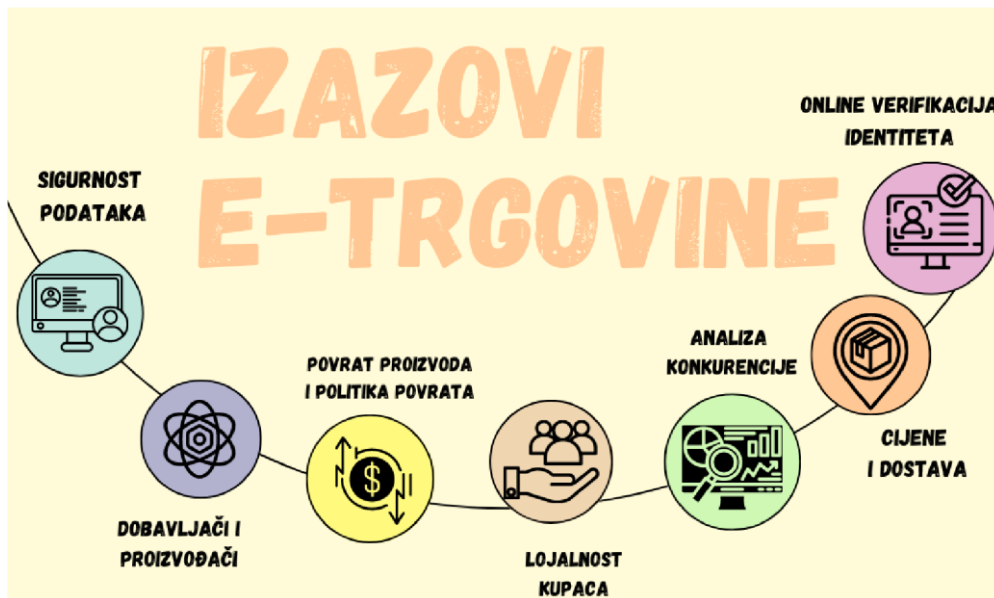 IZAZOVI
E-TRGOVINE
SIGURNOST
PODATAKA
DOBAVLJAČI I
PROIZVOĐAČI
POVRAT PROIZVODA
I POLITIKA POVRATA
LOJALNOST
KUPACA
ANALIZA
KONKURENCIJE
CIJENE
I DOSTAVA
ONLINE VERIFIKACIJA
IDENTITETA